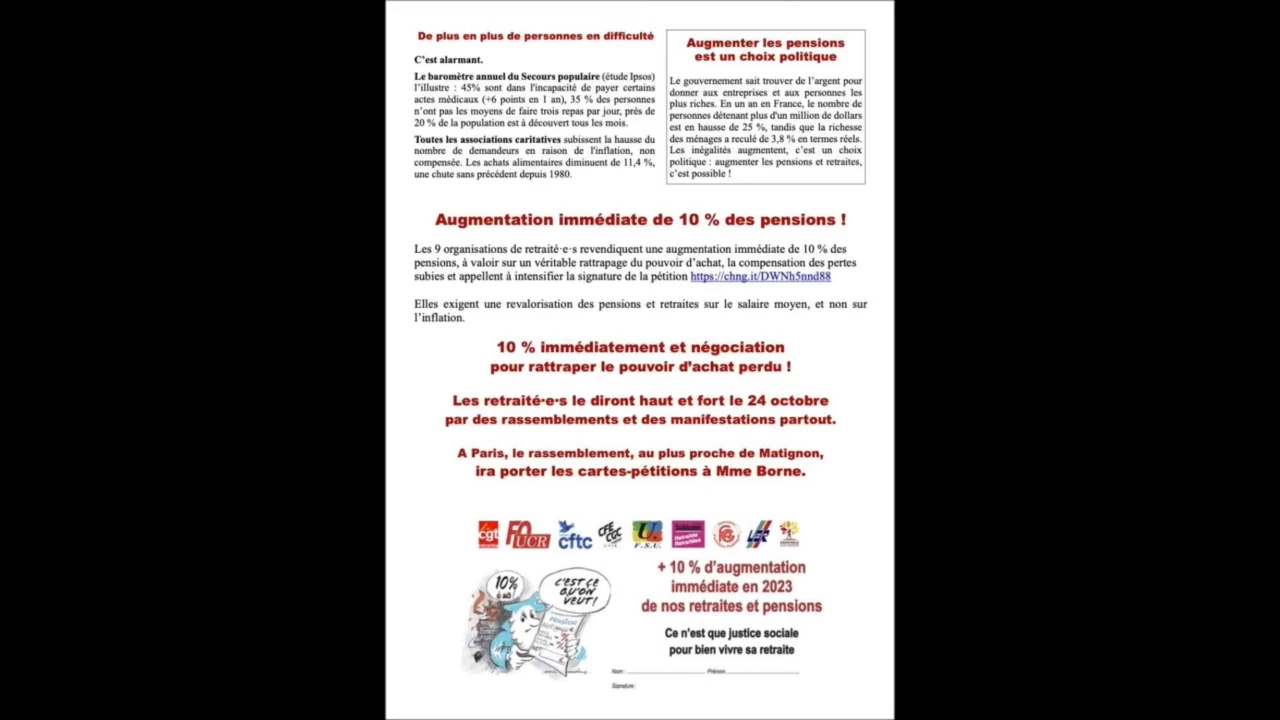 De plus en plus de personnes en difficulté
C'est alarmant.
Le baromètre annuel du Secours populaire (étude Ipsos)
l'illustre : 45% sont dans l'incapacité de payer certains
actes médicaux (+6 points en 1 an), 35 % des personnes
n'ont pas les moyens de faire trois repas par jour, près de
20 % de la population est à découvert tous les mois.
Toutes les associations caritatives subissent la hausse du
nombre de demandeurs en raison de l'inflation, non
compensée. Les achats alimentaires diminuent de 11,4 %,
une chute sans précédent depuis 1980.
Augmenter les pensions
est un choix politique
Le gouvernement sait trouver de l'argent pour
donner aux entreprises et aux personnes les
plus riches. En un an en France, le nombre de
personnes détenant plus d'un million de dollars
est en hausse de 25 %, tandis que la richesse
des ménages a reculé de 3,8 % en termes réels.
Les inégalités augmentent, c'est un choix
politique : augmenter les pensions et retraites,
c'est possible !
Augmentation immédiate de 10 % des pensions !
Les 9 organisations de retraité·e·s revendiquent une augmentation immédiate de 10 % des
pensions, à valoir sur un véritable rattrapage du pouvoir d'achat, la compensation des pertes
subies et appellent à intensifier la signature de la pétition https://chng.it/DWNh5nnd88
Elles exigent une revalorisation des pensions et retraites sur le salaire moyen, et non sur
l'inflation.
10 % immédiatement et négociation
pour rattraper le pouvoir d'achat perdu !
Les retraité·e·s le diront haut et fort le 24 octobre
par des rassemblements et des manifestations partout.
A Paris, le rassemblement, au plus proche de Matignon,
ira porter les cartes-pétitions à Mme Borne.
cgt FO UCR cftc CFE CGC U. F.S.U. Solidaires Retraités Retraitées LSR
10%
C'EST CE
QU'ON
VEUT!
PENSION
+ 10 % d'augmentation
immédiate en 2023
de nos retraites et pensions
Ce n'est que justice sociale
pour bien vivre sa retraite
Nom : Prénom
Signature :